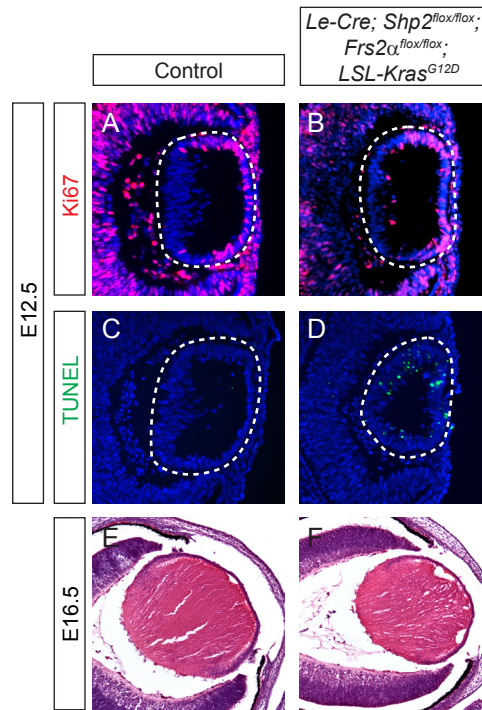 Control
Le-Cre; Shp2flox/flox;
Frs2αflox/flox;
LSL-KrasG12D
E12.5
Ki67
A
B
TUNEL
C
D
E16.5
E
F